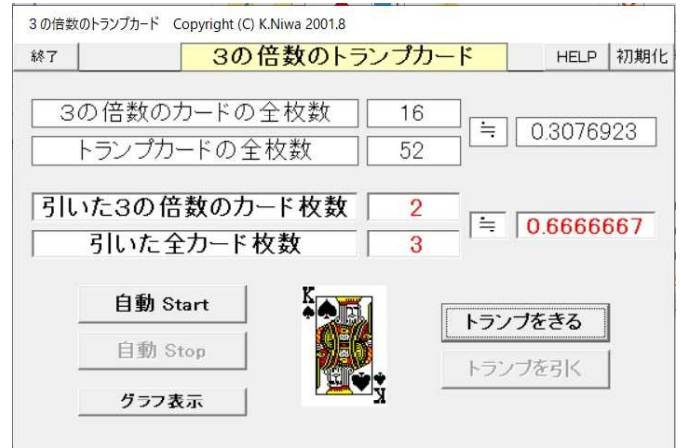 3の倍数のトランプカード Copyright (C) K.Niwa 2001.8
終了 3の倍数のトランプカード HELP 初期化
3の倍数のカードの全枚数 16
≒ 0.3076923
トランプカードの全枚数 52
引いた3の倍数のカード枚数 2
≒ 0.6666667
引いた全カード枚数 3
自動 Start
トランプをきる
自動 Stop
トランプを引く
グラフ表示
K
K